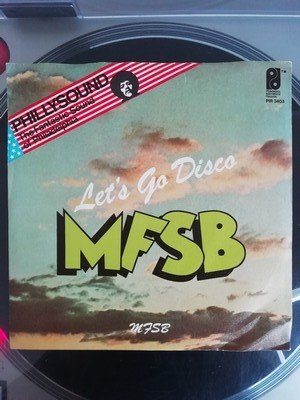 PHILLYSOUND
The Fantastic Sound
of Philadelphia
PIR 3403
Let's Go Disco
MFSB
MFSB